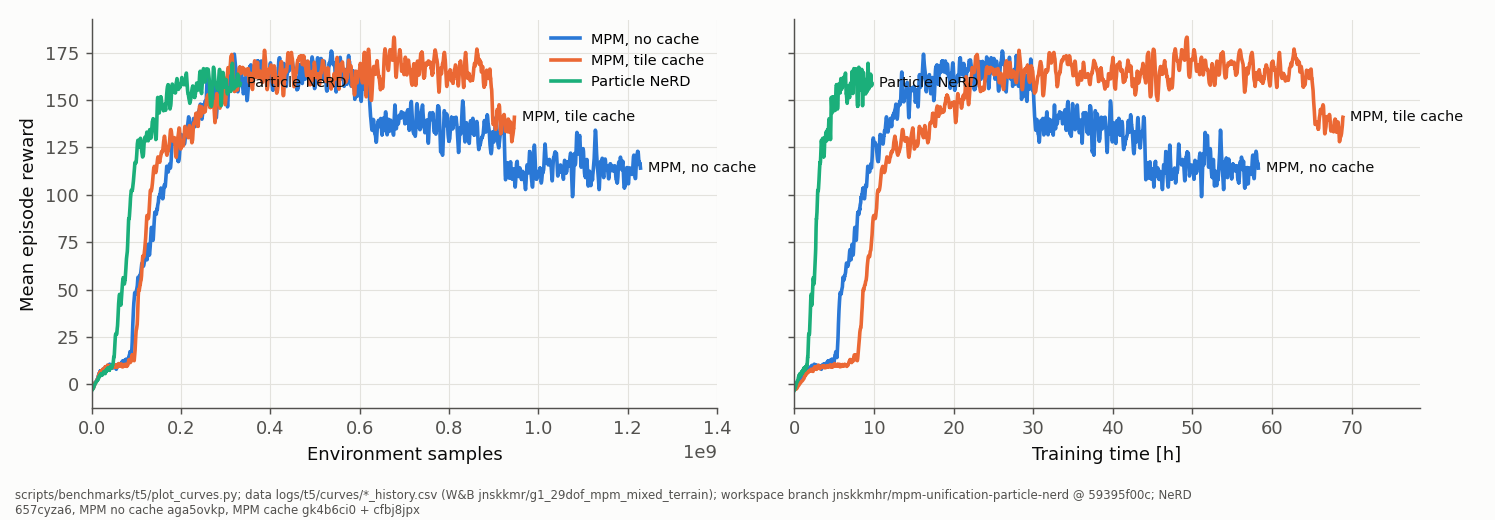 175
150
125
100
75
50
25
0
Mean episode reward
MPM, no cache
MPM, tile cache
Particle NeRD
Particle NeRD
MPM, tile cache
MPM, no cache
0.0 0.2 0.4 0.6 0.8 1.0 1.2 1.4
1e9
Environment samples
Particle NeRD
MPM, tile cache
MPM, no cache
0 10 20 30 40 50 60 70
Training time [h]
scripts/benchmarks/t5/plot_curves.py; data logs/t5/curves/*_history.csv (W&B jnskkmr/g1_29dof_mpm_mixed_terrain); workspace branch jnskkmhr/mpm-unification-particle-nerd @ 59395f00c; NeRD
657cyza6, MPM no cache aga5ovkp, MPM cache gk4b6ci0 + cfbj8jpx